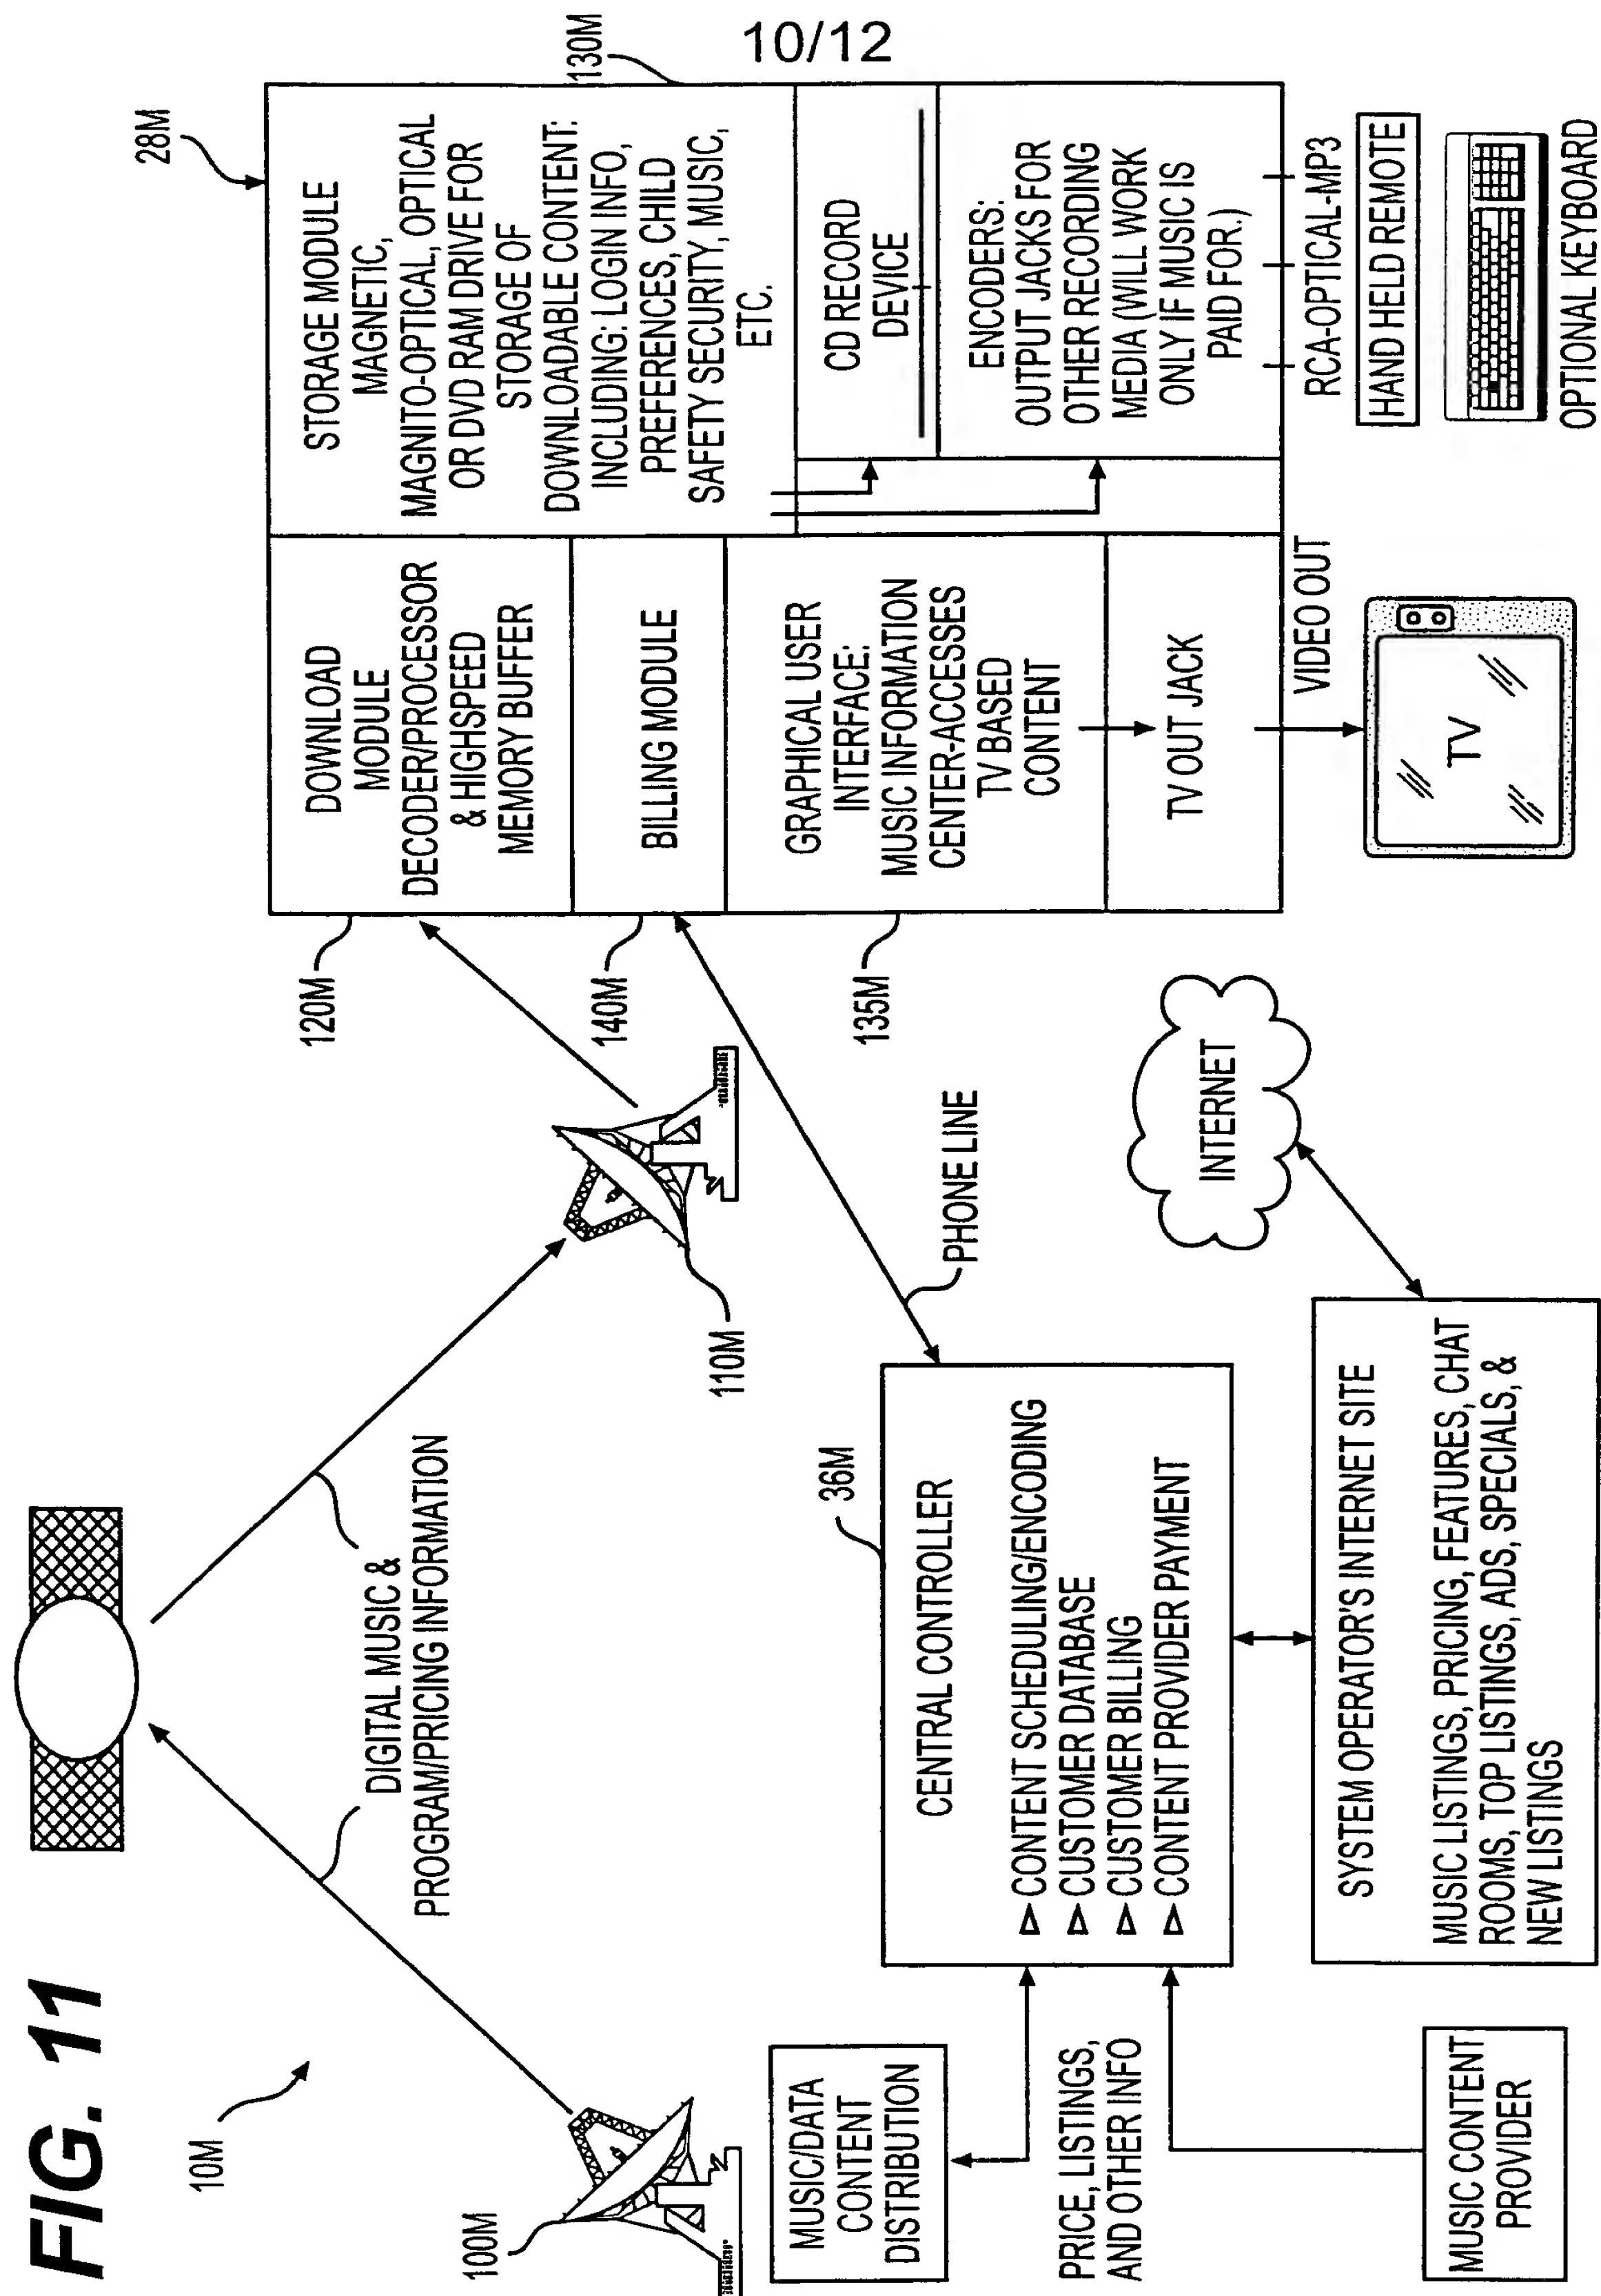 10/12
FIG. 11
10M
100M
DIGITAL MUSIC &
PROGRAM/PRICING INFORMATION
110M
28M
130M
120M
140M
135M
DOWNLOAD
MODULE
DECODER/PROCESSOR
& HIGHSPEED
MEMORY BUFFER
BILLING MODULE
GRAPHICAL USER
INTERFACE:
MUSIC INFORMATION
CENTER-ACCESSES
TV BASED
CONTENT
TV OUT JACK
VIDEO OUT
TV
STORAGE MODULE
MAGNETIC,
MAGNITO-OPTICAL, OPTICAL
OR DVD RAM DRIVE FOR
STORAGE OF
DOWNLOADABLE CONTENT:
INCLUDING: LOGIN INFO,
PREFERENCES, CHILD
SAFETY SECURITY, MUSIC,
ETC.
CD RECORD
DEVICE
ENCODERS:
OUTPUT JACKS FOR
OTHER RECORDING
MEDIA (WILL WORK
ONLY IF MUSIC IS
PAID FOR.)
RCA-OPTICAL-MP3
HAND HELD REMOTE
OPTIONAL KEYBOARD
MUSIC/DATA
CONTENT
DISTRIBUTION
PRICE, LISTINGS,
AND OTHER INFO
MUSIC CONTENT
PROVIDER
36M
CENTRAL CONTROLLER
▷ CONTENT SCHEDULING/ENCODING
▷ CUSTOMER DATABASE
▷ CUSTOMER BILLING
▷ CONTENT PROVIDER PAYMENT
PHONE LINE
INTERNET
SYSTEM OPERATOR'S INTERNET SITE
MUSIC LISTINGS, PRICING, FEATURES, CHAT
ROOMS, TOP LISTINGS, ADS, SPECIALS, &
NEW LISTINGS